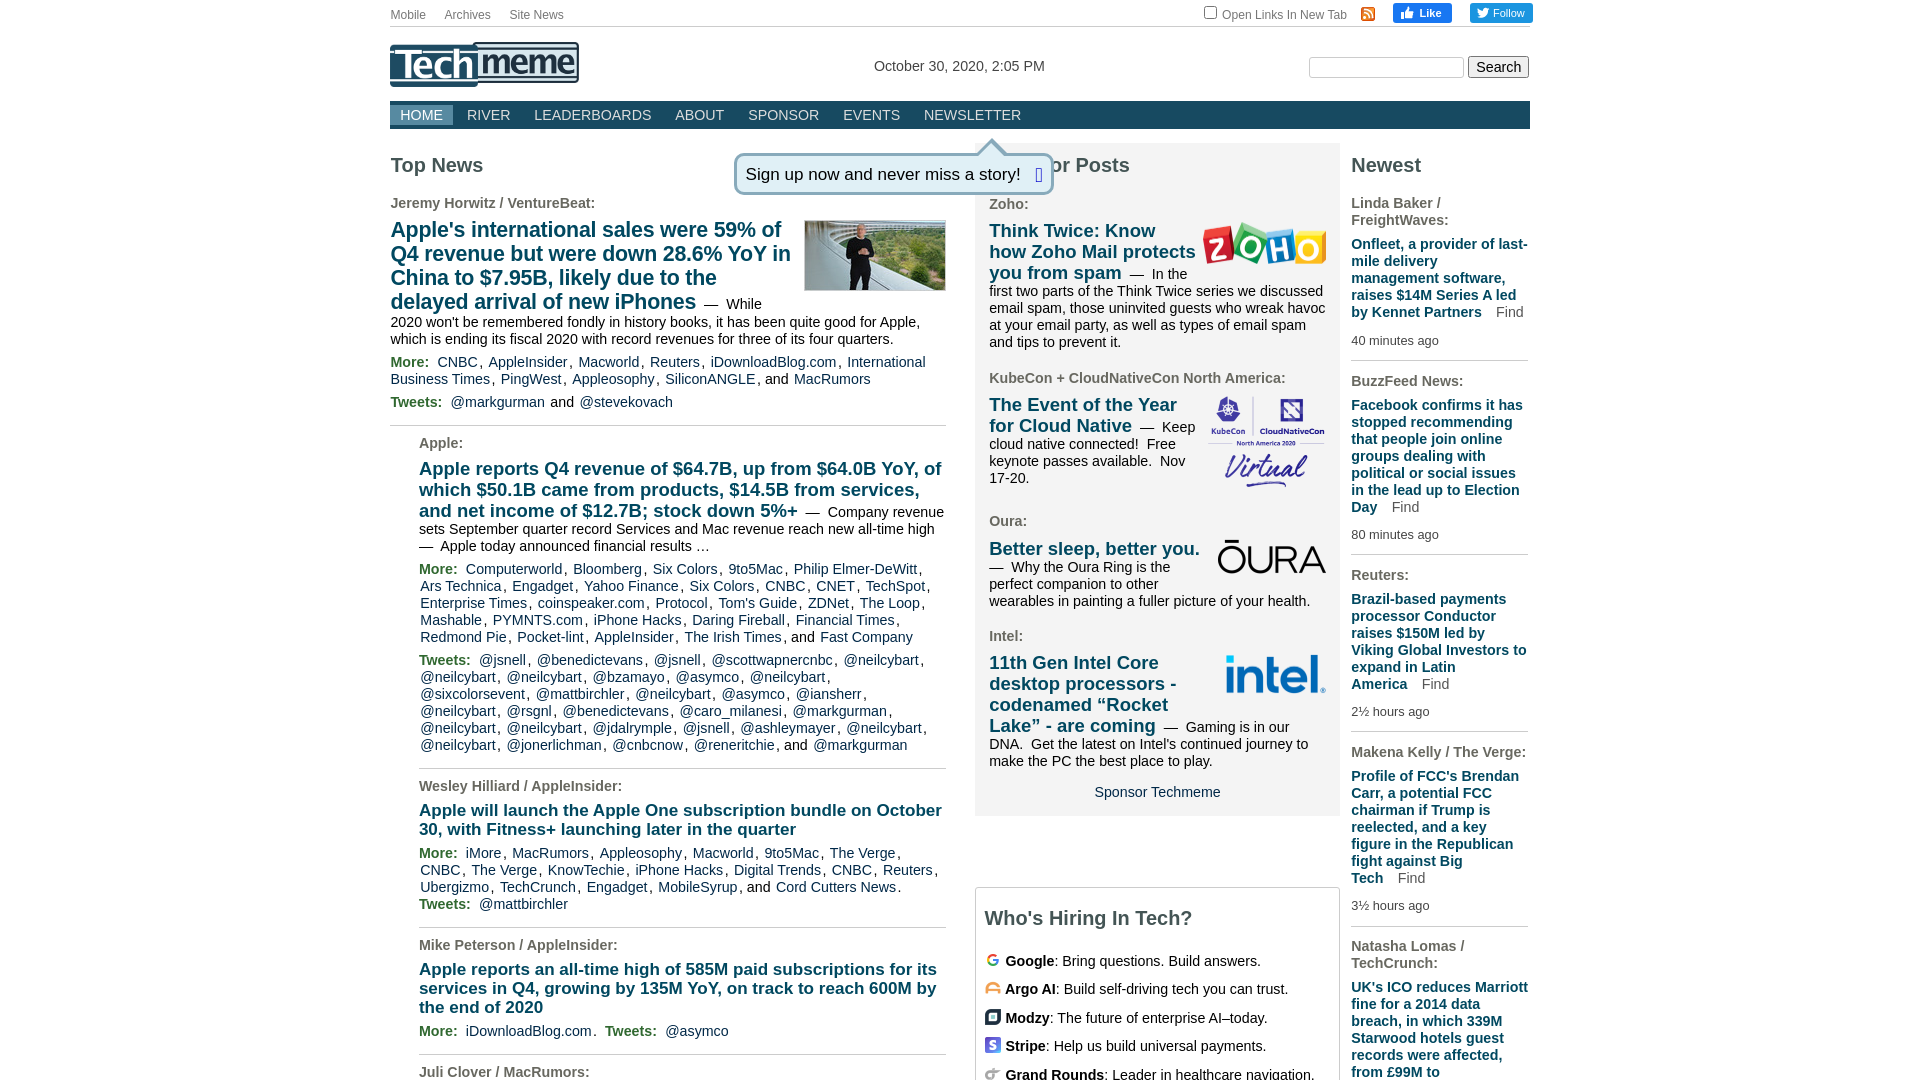 Mobile Archives Site News
Open Links In New Tab
Like
Follow
Techmeme
October 30, 2020, 2:05 PM
Search
HOME RIVER LEADERBOARDS ABOUT SPONSOR EVENTS NEWSLETTER
Sign up now and never miss a story!
Top News
Jeremy Horwitz / VentureBeat:
Apple's international sales were 59% of
Q4 revenue but were down 28.6% YoY in
China to $7.95B, likely due to the
delayed arrival of new iPhones — While
2020 won't be remembered fondly in history books, it has been quite good for Apple,
which is ending its fiscal 2020 with record revenues for three of its four quarters.
More: CNBC, AppleInsider, Macworld, Reuters, iDownloadBlog.com, International
Business Times, PingWest, Appleosophy, SiliconANGLE, and MacRumors
Tweets: @markgurman and @stevekovach
Apple:
Apple reports Q4 revenue of $64.7B, up from $64.0B YoY, of
which $50.1B came from products, $14.5B from services,
and net income of $12.7B; stock down 5%+ — Company revenue
sets September quarter record Services and Mac revenue reach new all-time high
— Apple today announced financial results …
More: Computerworld, Bloomberg, Six Colors, 9to5Mac, Philip Elmer-DeWitt,
Ars Technica, Engadget, Yahoo Finance, Six Colors, CNBC, CNET, TechSpot,
Enterprise Times, coinspeaker.com, Protocol, Tom's Guide, ZDNet, The Loop,
Mashable, PYMNTS.com, iPhone Hacks, Daring Fireball, Financial Times,
Redmond Pie, Pocket-lint, AppleInsider, The Irish Times, and Fast Company
Tweets: @jsnell, @benedictevans, @jsnell, @scottwapnercnbc, @neilcybart,
@neilcybart, @neilcybart, @bzamayo, @asymco, @neilcybart,
@sixcolorsevent, @mattbirchler, @neilcybart, @asymco, @iansherr,
@neilcybart, @rsgnl, @benedictevans, @caro_milanesi, @markgurman,
@neilcybart, @neilcybart, @jdalrymple, @jsnell, @ashleymayer, @neilcybart,
@neilcybart, @jonerlichman, @cnbcnow, @reneritchie, and @markgurman
Wesley Hilliard / AppleInsider:
Apple will launch the Apple One subscription bundle on October
30, with Fitness+ launching later in the quarter
More: iMore, MacRumors, Appleosophy, Macworld, 9to5Mac, The Verge,
CNBC, The Verge, KnowTechie, iPhone Hacks, Digital Trends, CNBC, Reuters,
Ubergizmo, TechCrunch, Engadget, MobileSyrup, and Cord Cutters News.
Tweets: @mattbirchler
Mike Peterson / AppleInsider:
Apple reports an all-time high of 585M paid subscriptions for its
services in Q4, growing by 135M YoY, on track to reach 600M by
the end of 2020
More: iDownloadBlog.com. Tweets: @asymco
Juli Clover / MacRumors:
or Posts
Zoho:
ZOHO
Think Twice: Know
how Zoho Mail protects
you from spam — In the
first two parts of the Think Twice series we discussed
email spam, those uninvited guests who wreak havoc
at your email party, as well as types of email spam
and tips to prevent it.
KubeCon + CloudNativeCon North America:
The Event of the Year
for Cloud Native — Keep
cloud native connected! Free
keynote passes available. Nov
17-20.
KubeCon CloudNativeCon
North America 2020
Virtual
Oura:
Better sleep, better you.
— Why the Oura Ring is the
perfect companion to other
wearables in painting a fuller picture of your health.
ŌURA
Intel:
11th Gen Intel Core
desktop processors -
codenamed “Rocket
Lake” - are coming — Gaming is in our
DNA. Get the latest on Intel's continued journey to
make the PC the best place to play.
intel.
Sponsor Techmeme
Who's Hiring In Tech?
Google: Bring questions. Build answers.
Argo AI: Build self-driving tech you can trust.
Modzy: The future of enterprise AI–today.
Stripe: Help us build universal payments.
Grand Rounds: Leader in healthcare navigation.
Newest
Linda Baker /
FreightWaves:
Onfleet, a provider of last-
mile delivery
management software,
raises $14M Series A led
by Kennet Partners Find
40 minutes ago
BuzzFeed News:
Facebook confirms it has
stopped recommending
that people join online
groups dealing with
political or social issues
in the lead up to Election
Day Find
80 minutes ago
Reuters:
Brazil-based payments
processor Conductor
raises $150M led by
Viking Global Investors to
expand in Latin
America Find
2½ hours ago
Makena Kelly / The Verge:
Profile of FCC's Brendan
Carr, a potential FCC
chairman if Trump is
reelected, and a key
figure in the Republican
fight against Big
Tech Find
3½ hours ago
Natasha Lomas /
TechCrunch:
UK's ICO reduces Marriott
fine for a 2014 data
breach, in which 339M
Starwood hotels guest
records were affected,
from £99M to